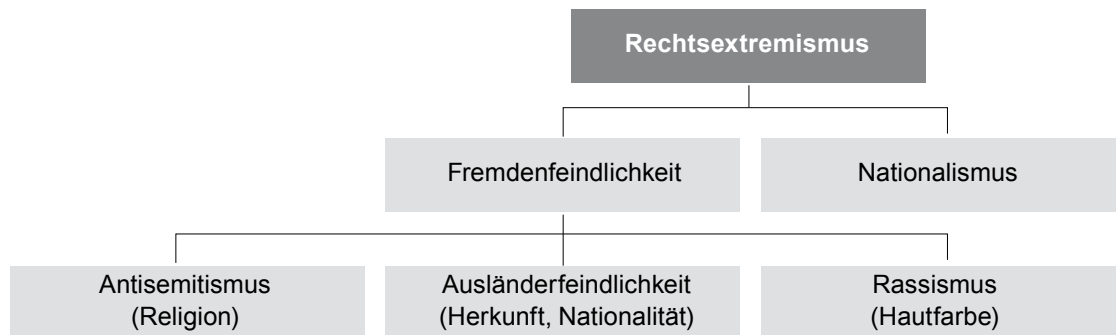 Rechtsextremismus
Fremdenfeindlichkeit
Nationalismus
Antisemitismus
(Religion)
Ausländerfeindlichkeit
(Herkunft, Nationalität)
Rassismus
(Hautfarbe)